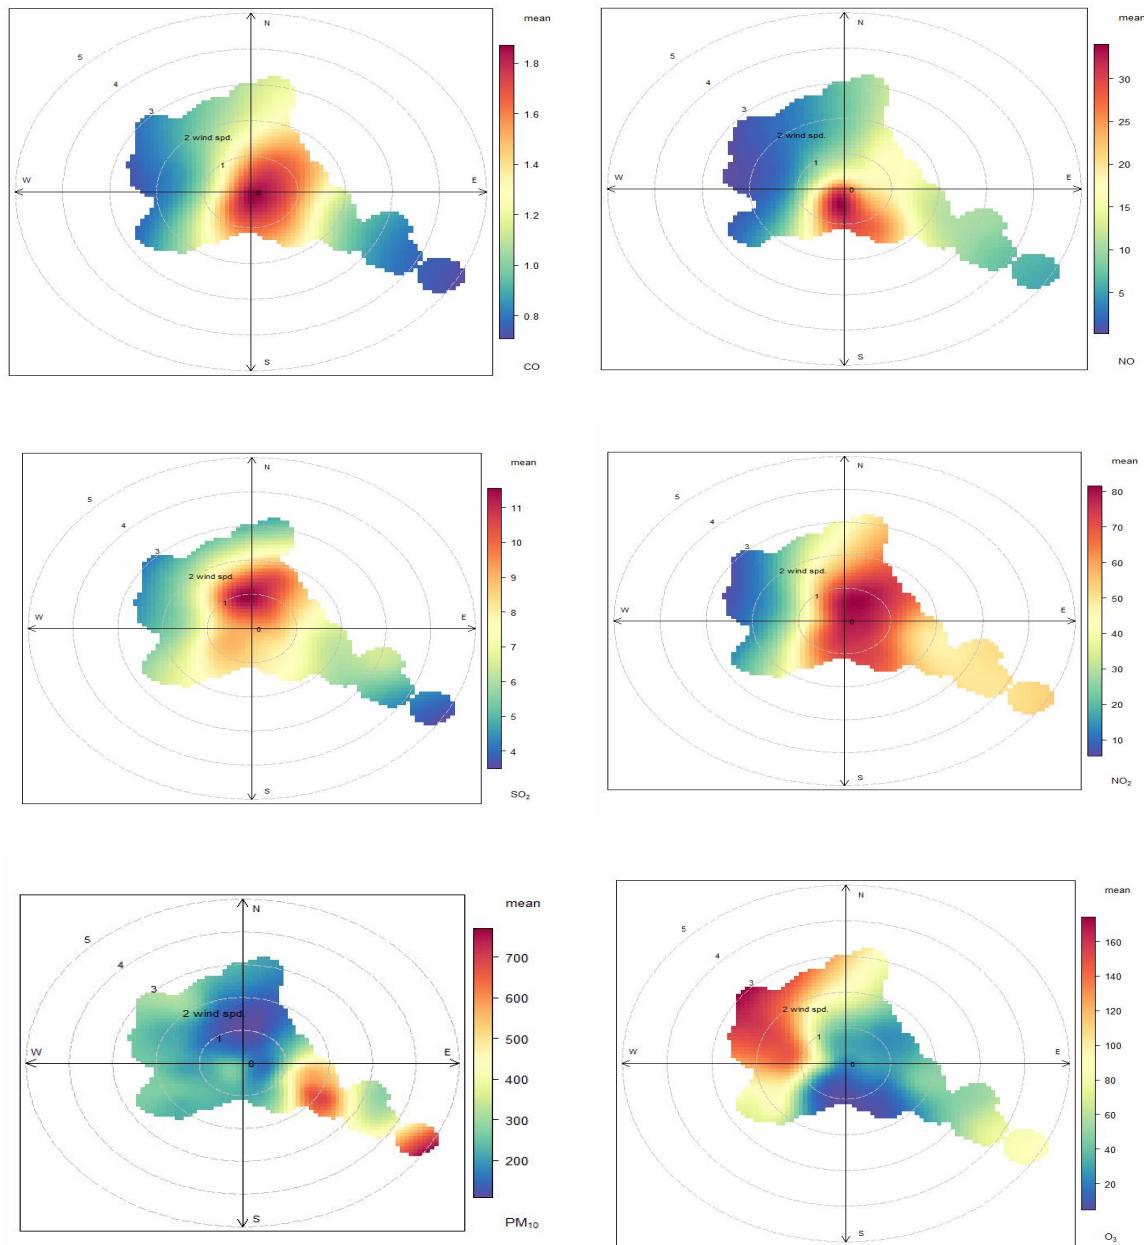 mean
N
5
4
3
2 wind spd.
1
0
W
E
S
1.8
1.6
1.4
1.2
1.0
0.8
CO
mean
N
5
4
3
2 wind spd.
1
0
W
E
S
30
25
20
15
10
5
NO
mean
N
5
4
3
2 wind spd.
1
0
W
E
S
11
10
9
8
7
6
5
4
SO₂
mean
N
5
4
3
2 wind spd.
1
0
W
E
S
80
70
60
50
40
30
20
10
NO₂
mean
N
5
4
3
2 wind spd.
1
0
W
E
S
700
600
500
400
300
200
PM₁₀
mean
N
5
4
3
2 wind spd.
1
0
W
E
S
160
140
120
100
80
60
40
20
O₃